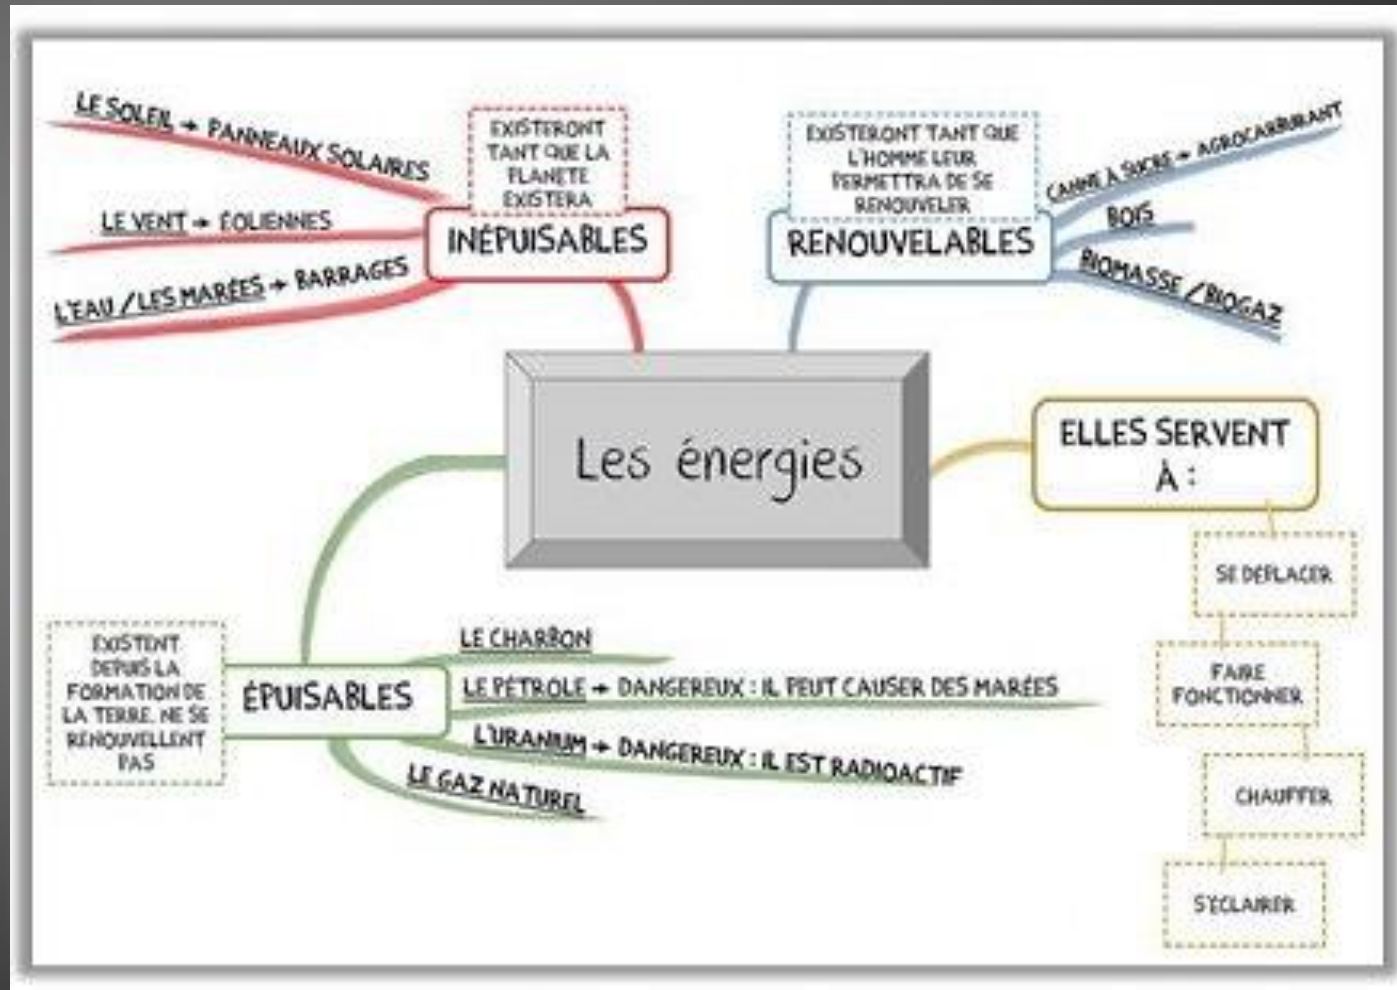 LE SOLEIL → PANNEAUX SOLAIRES
LE VENT → ÉOLIENNES
L'EAU / LES MARÉES → BARRAGES
EXISTERONT
TANT QUE LA
PLANÈTE
EXISTERA
INÉPUISABLES
EXISTERONT TANT QUE
L'HOMME LEUR
PERMETTRA DE SE
RENOUVELER
RENOUVELABLES
CANNE À SUCRE → AGROCARBURANT
BOIS
BIOMASSE / BIOGAZ
Les énergies
ELLES SERVENT
À :
SE DÉPLACER
FAIRE
FONCTIONNER
CHAUFFER
S'ÉCLAIRER
EXISTENT
DEPUIS LA
FORMATION DE
LA TERRE. NE SE
RENOUVELLENT
PAS
ÉPUISABLES
LE CHARBON
LE PÉTROLE → DANGEREUX : IL PEUT CAUSER DES MARÉES
L'URANIUM → DANGEREUX : IL EST RADIOACTIF
LE GAZ NATUREL